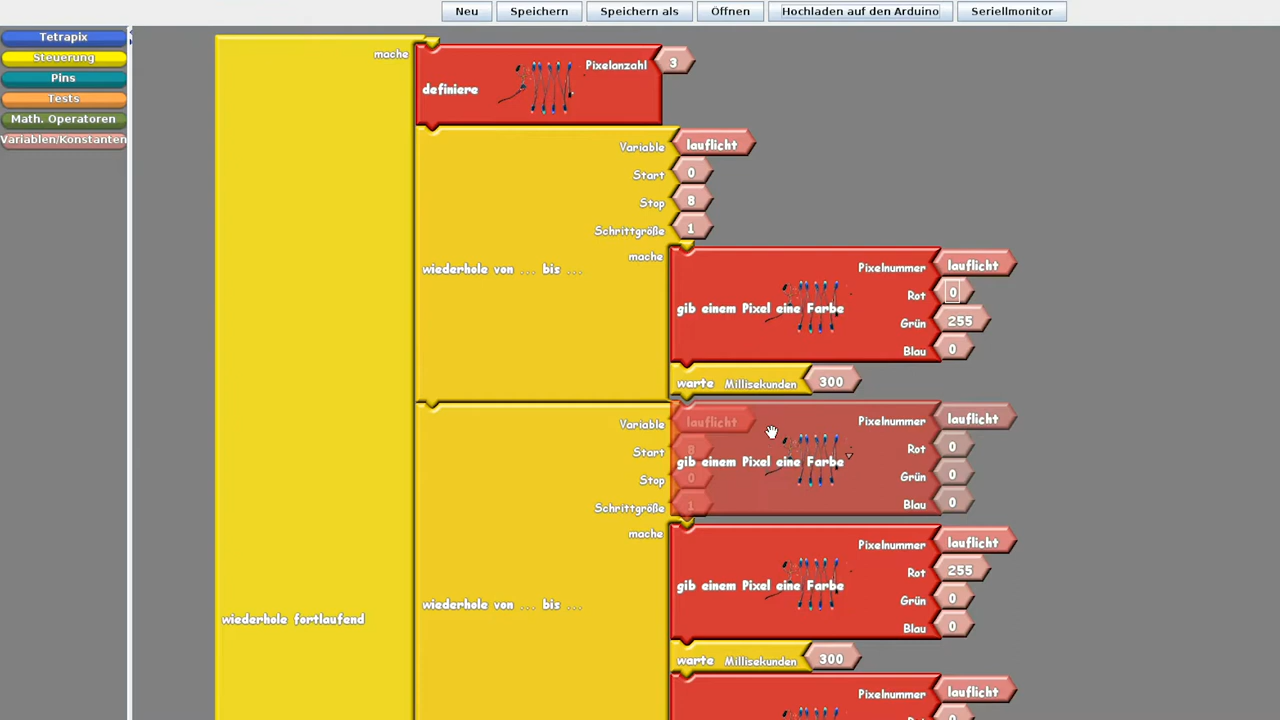 Neu
Speichern
Speichern als
Öffnen
Hochladen auf den Arduino
Seriellmonitor
Tetrapix
Steuerung
Pins
Tests
Math. Operatoren
Variablen/Konstanten
mache
definiere
Pixelanzahl
3
Variable lauflicht
Start 0
Stop 8
Schrittgröße 1
wiederhole von ... bis ...
mache
gib einem Pixel eine Farbe
Pixelnummer lauflicht
Rot 0
Grün 255
Blau 0
warte Millisekunden 300
Variable lauflicht
Start 8
Stop 0
Schrittgröße 1
gib einem Pixel eine Farbe
Pixelnummer lauflicht
Rot 0
Grün 0
Blau 0
wiederhole von ... bis ...
mache
gib einem Pixel eine Farbe
Pixelnummer lauflicht
Rot 255
Grün 0
Blau 0
wiederhole fortlaufend
warte Millisekunden 300
Pixelnummer lauflicht